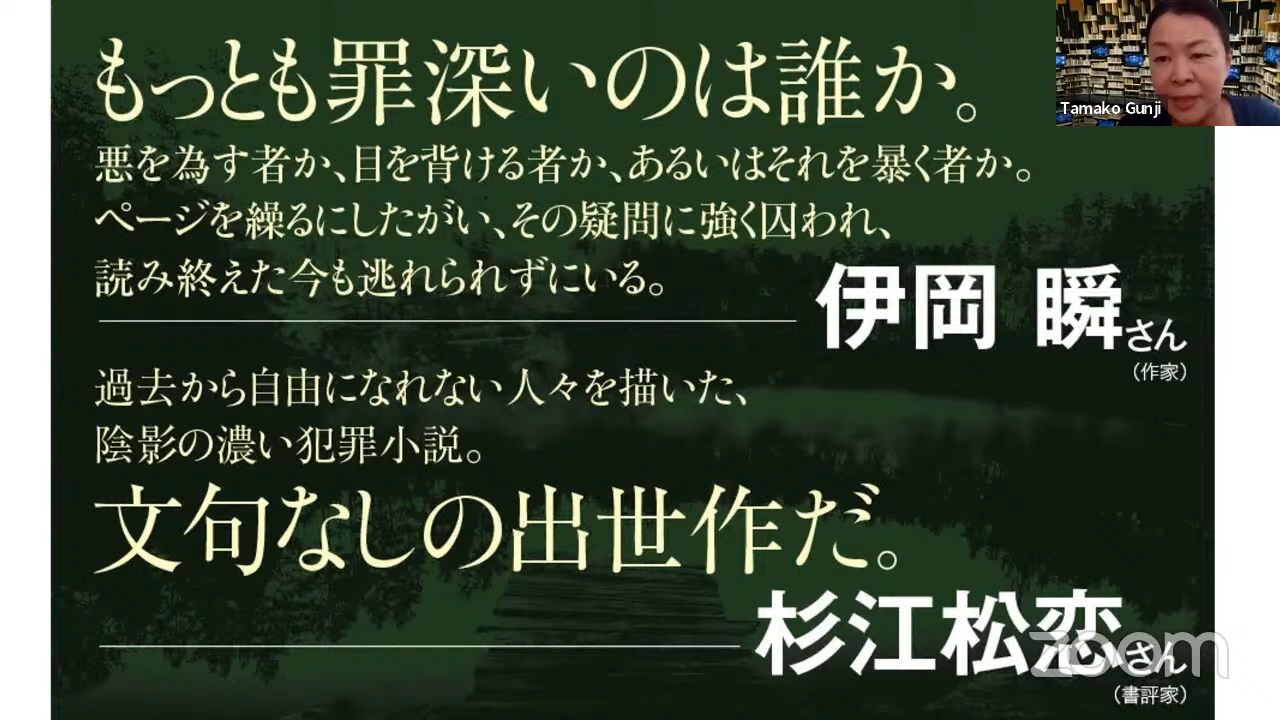 もっとも罪深いのは誰か。
悪を為す者か、目を背ける者か、あるいはそれを暴く者か。
ページを繰るにしたがい、その疑問に強く囚われ、
読み終えた今も逃れられずにいる。
伊岡 瞬さん
（作家）
過去から自由になれない人々を描いた、
陰影の濃い犯罪小説。
文句なしの出世作だ。
杉江松恋さん
（書評家）
Tamako Gunji
zoom